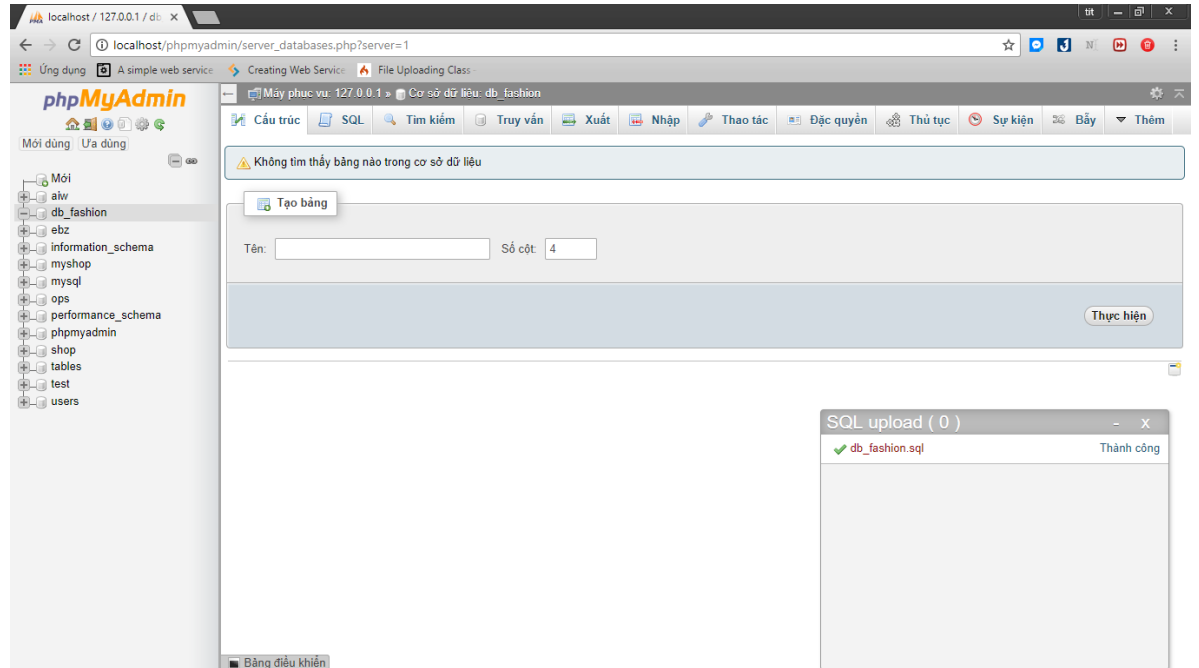 localhost / 127.0.0.1 / db
tit
localhost/phpmyadmin/server_databases.php?server=1
Ứng dụng A simple web service Creating Web Service File Uploading Class
phpMyAdmin
Máy phục vụ: 127.0.0.1 » Cơ sở dữ liệu: db_fashion
Cấu trúc SQL Tìm kiếm Truy vấn Xuất Nhập Thao tác Đặc quyền Thủ tục Sự kiện Bẫy Thêm
Mới dùng Ưa dùng
Không tìm thấy bảng nào trong cơ sở dữ liệu
Mới
aiw
db_fashion
ebz
information_schema
myshop
mysql
ops
performance_schema
phpmyadmin
shop
tables
test
users
Tạo bảng
Tên: Số cột: 4
Thực hiện
SQL upload ( 0 ) - x
db_fashion.sql Thành công
Bảng điều khiển